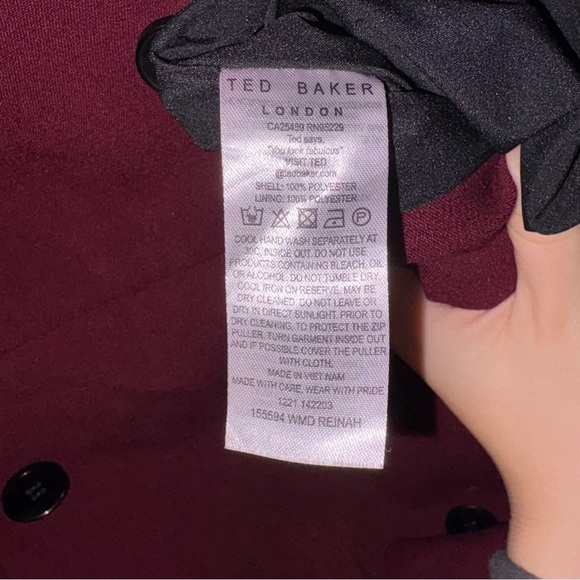 TED BAKER
LONDON
CA25459 RN95229
Ted says,
"You look fabulous"
VISIT TED
@tedbaker.com
SHELL: 100% POLYESTER
LINING: 100% POLYESTER
COOL HAND WASH SEPARATELY AT
30C, INSIDE OUT. DO NOT USE
PRODUCTS CONTAINING BLEACH, OIL
OR ALCOHOL. DO NOT TUMBLE DRY.
COOL IRON ON RESERVE. MAY BE
DRY CLEANED. DO NOT LEAVE OR
DRY IN DIRECT SUNLIGHT. PRIOR TO
DRY CLEANING, TO PROTECT THE ZIP
PULLER, TURN GARMENT INSIDE OUT
AND IF POSSIBLE COVER THE PULLER
WITH CLOTH.
MADE IN VIET NAM
MADE WITH CARE, WEAR WITH PRIDE
1221 142203
155594 WMD REINAH